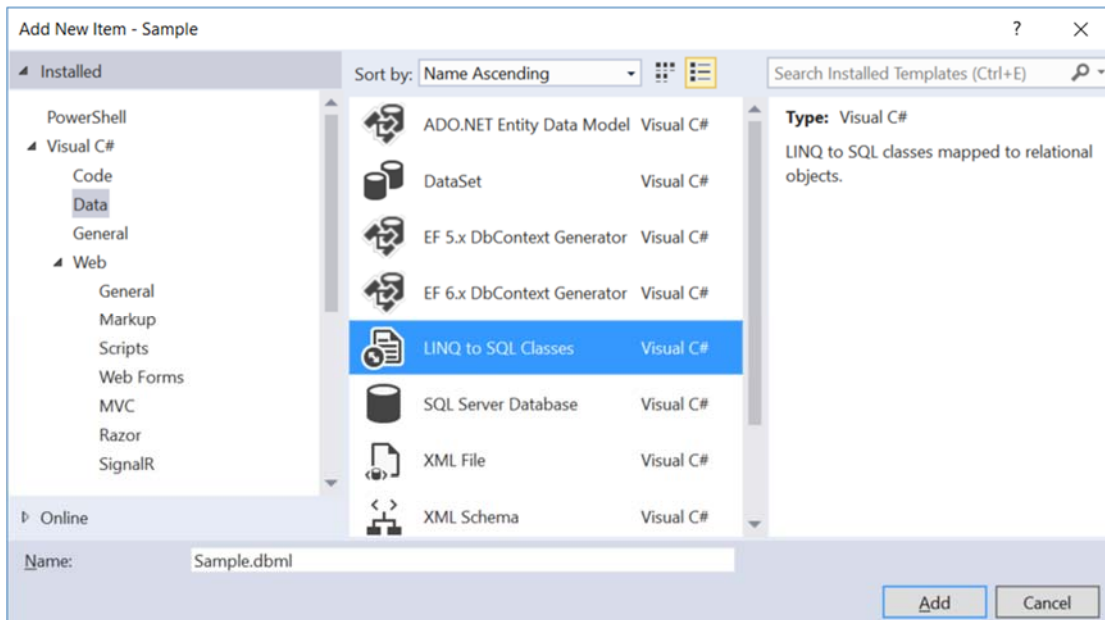 Add New Item - Sample
?
Installed
Sort by: Name Ascending
Search Installed Templates (Ctrl+E)
PowerShell
Visual C#
Code
Data
General
Web
General
Markup
Scripts
Web Forms
MVC
Razor
SignalR
Online
ADO.NET Entity Data Model Visual C#
DataSet Visual C#
EF 5.x DbContext Generator Visual C#
EF 6.x DbContext Generator Visual C#
LINQ to SQL Classes Visual C#
SQL Server Database Visual C#
XML File Visual C#
XML Schema Visual C#
Type: Visual C#
LINQ to SQL classes mapped to relational
objects.
Name: Sample.dbml
Add Cancel